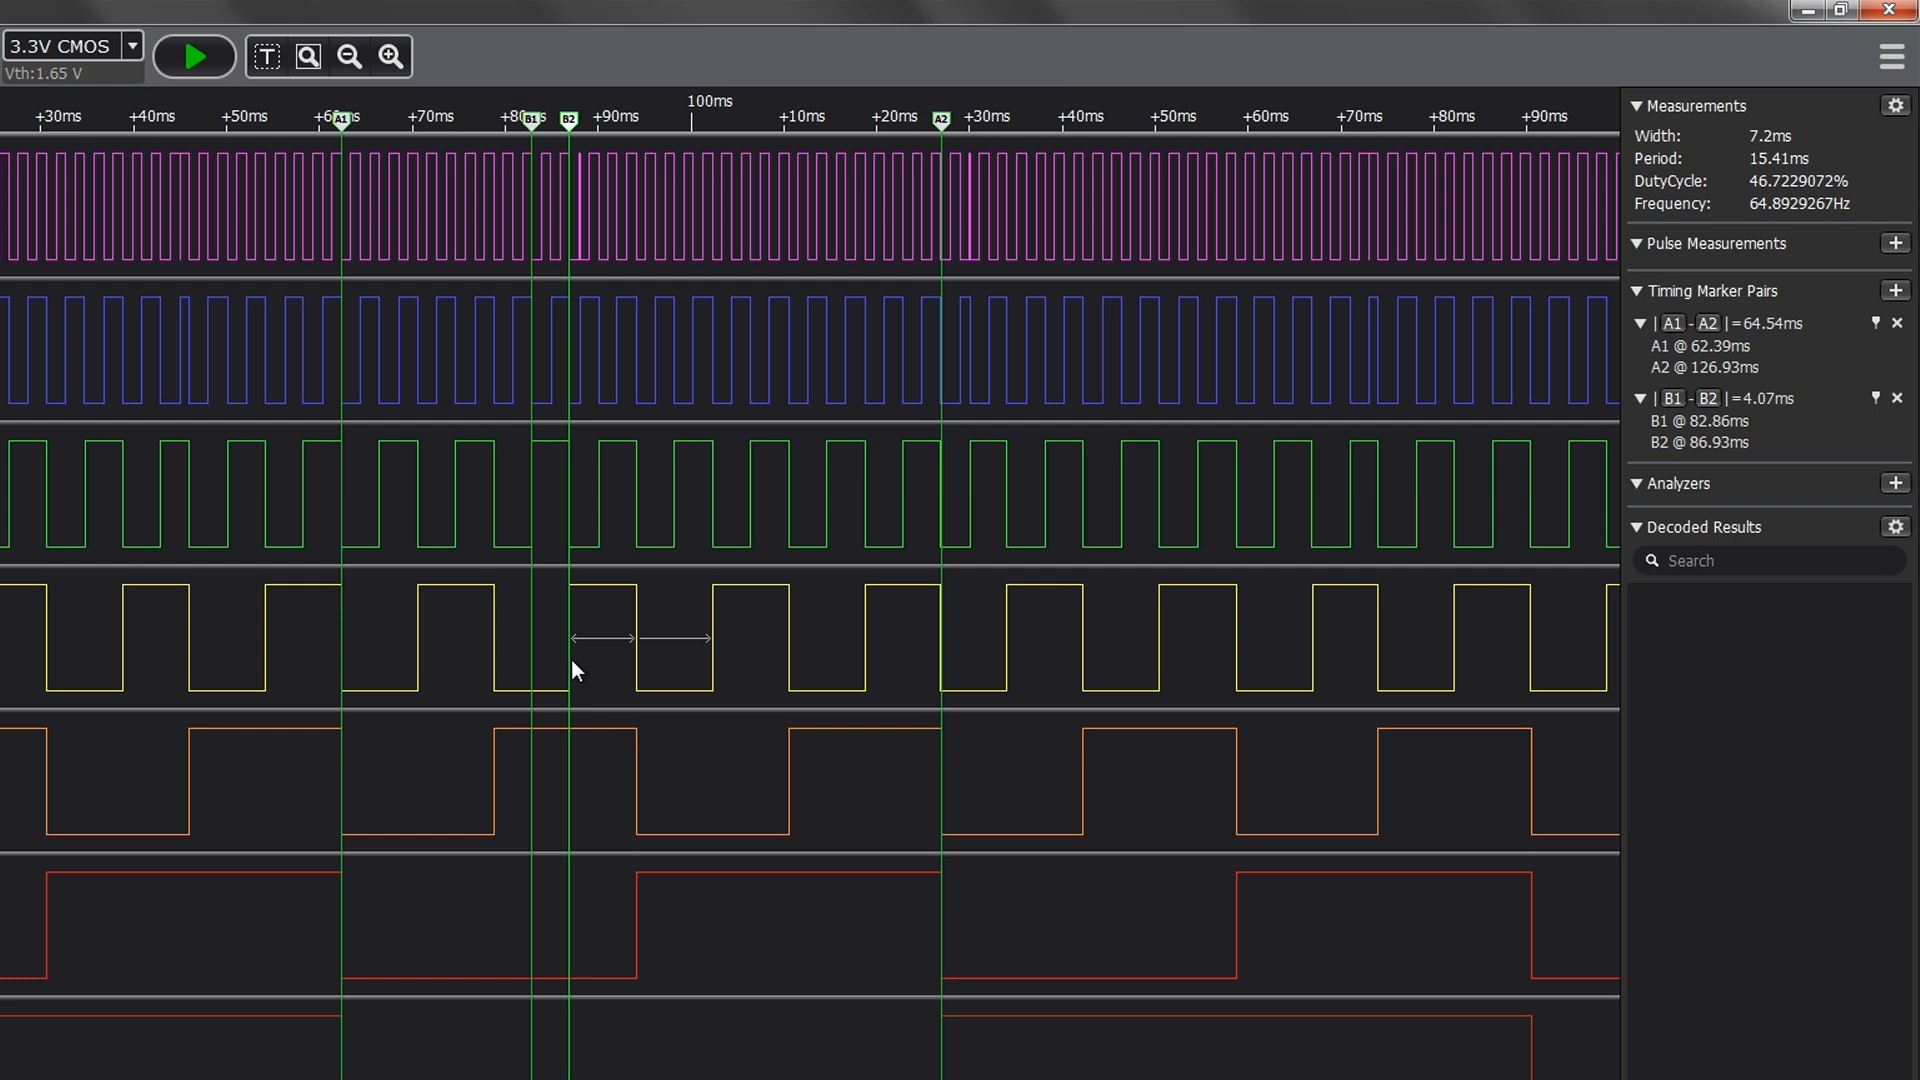 3.3V CMOS
Vth:1.65 V
T
100ms
+30ms +40ms +50ms A1 +70ms B1 B2 +90ms +10ms +20ms A2 +30ms +40ms +50ms +60ms +70ms +80ms +90ms
Measurements
Width: 7.2ms
Period: 15.41ms
DutyCycle: 46.7229072%
Frequency: 64.8929267Hz
Pulse Measurements
Timing Marker Pairs
| A1 - A2 | = 64.54ms
A1 @ 62.39ms
A2 @ 126.93ms
| B1 - B2 | = 4.07ms
B1 @ 82.86ms
B2 @ 86.93ms
Analyzers
Decoded Results
Search